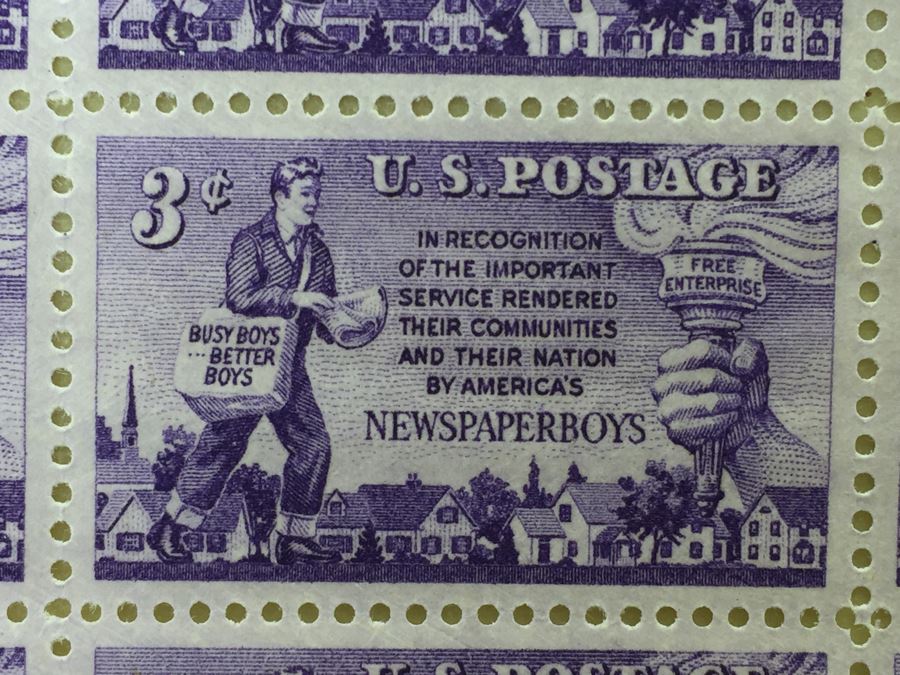 3¢
U.S. POSTAGE
IN RECOGNITION
OF THE IMPORTANT
SERVICE RENDERED
THEIR COMMUNITIES
AND THEIR NATION
BY AMERICA'S
NEWSPAPERBOYS
BUSY BOYS
...BETTER
BOYS
FREE
ENTERPRISE
U.S. POSTAGE